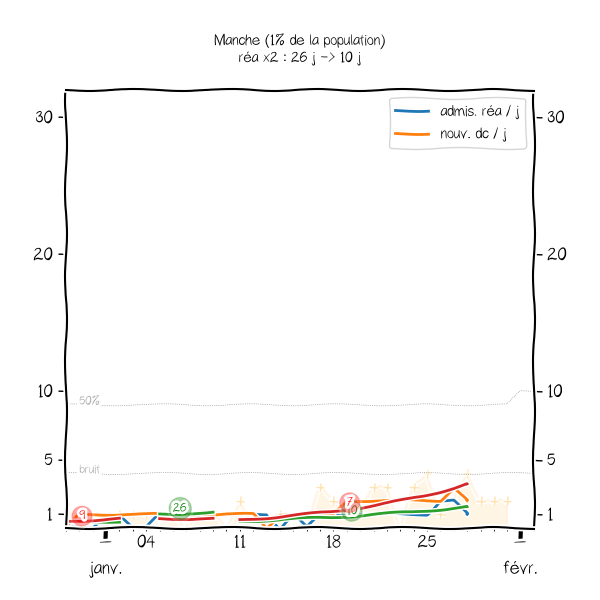 Manche (1% de la population)
réa x2 : 26 j -> 10 j
admis. réa / j
nouv. dc / j
30
30
20
20
10
10
50%
5
5
bruit
1
1
9
26
7
10
04
11
18
25
janv.
févr.